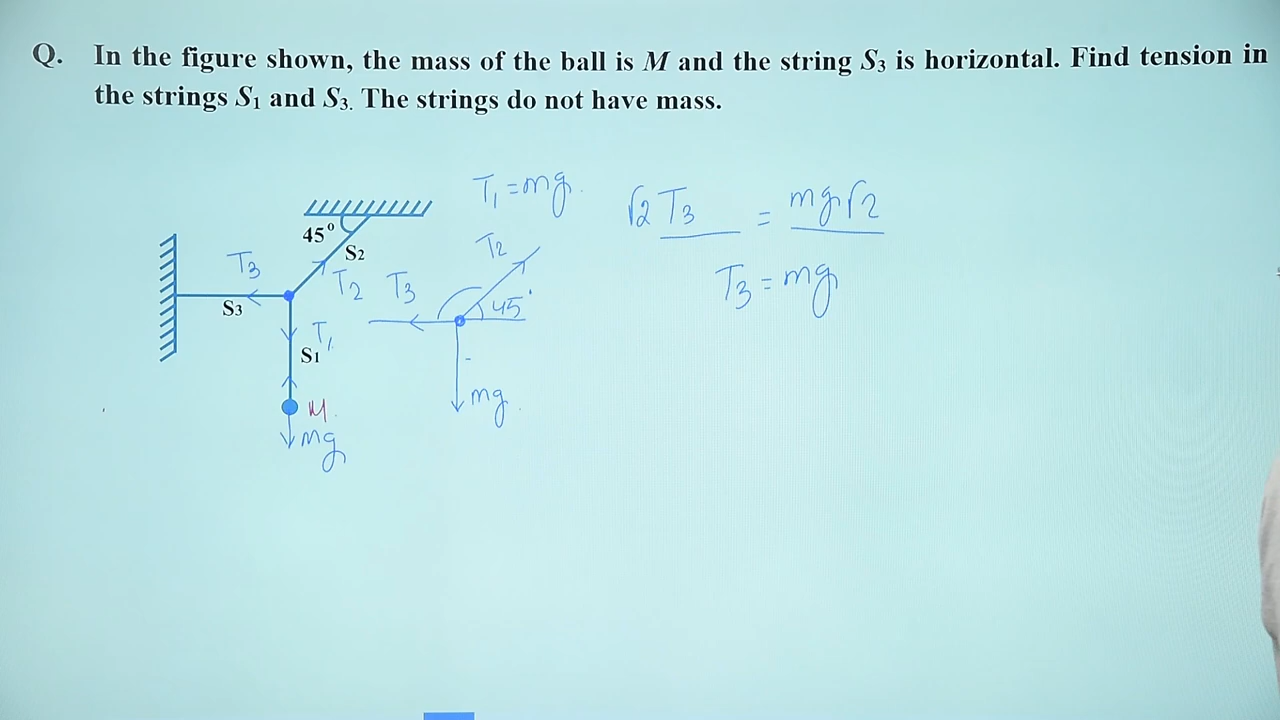 Q. In the figure shown, the mass of the ball is M and the string S₃ is horizontal. Find tension in
the strings S₁ and S₃. The strings do not have mass.
T₁ = mg.
√2 T₃ = mg√2
T₃ = mg
45°
S₂
T₂
T₃
S₃
T₁
S₁
M.
mg
T₂
T₃
45°
mg.